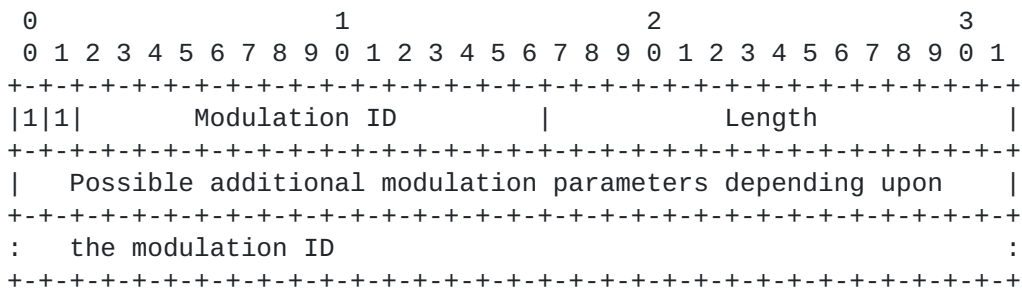 0                   1                   2                   3
 0 1 2 3 4 5 6 7 8 9 0 1 2 3 4 5 6 7 8 9 0 1 2 3 4 5 6 7 8 9 0 1
+-+-+-+-+-+-+-+-+-+-+-+-+-+-+-+-+-+-+-+-+-+-+-+-+-+-+-+-+-+-+-+-+
|1|1|       Modulation ID         |           Length            |
+-+-+-+-+-+-+-+-+-+-+-+-+-+-+-+-+-+-+-+-+-+-+-+-+-+-+-+-+-+-+-+-+
|   Possible additional modulation parameters depending upon    |
+-+-+-+-+-+-+-+-+-+-+-+-+-+-+-+-+-+-+-+-+-+-+-+-+-+-+-+-+-+-+-+-+
:   the modulation ID                                           :
+-+-+-+-+-+-+-+-+-+-+-+-+-+-+-+-+-+-+-+-+-+-+-+-+-+-+-+-+-+-+-+-+